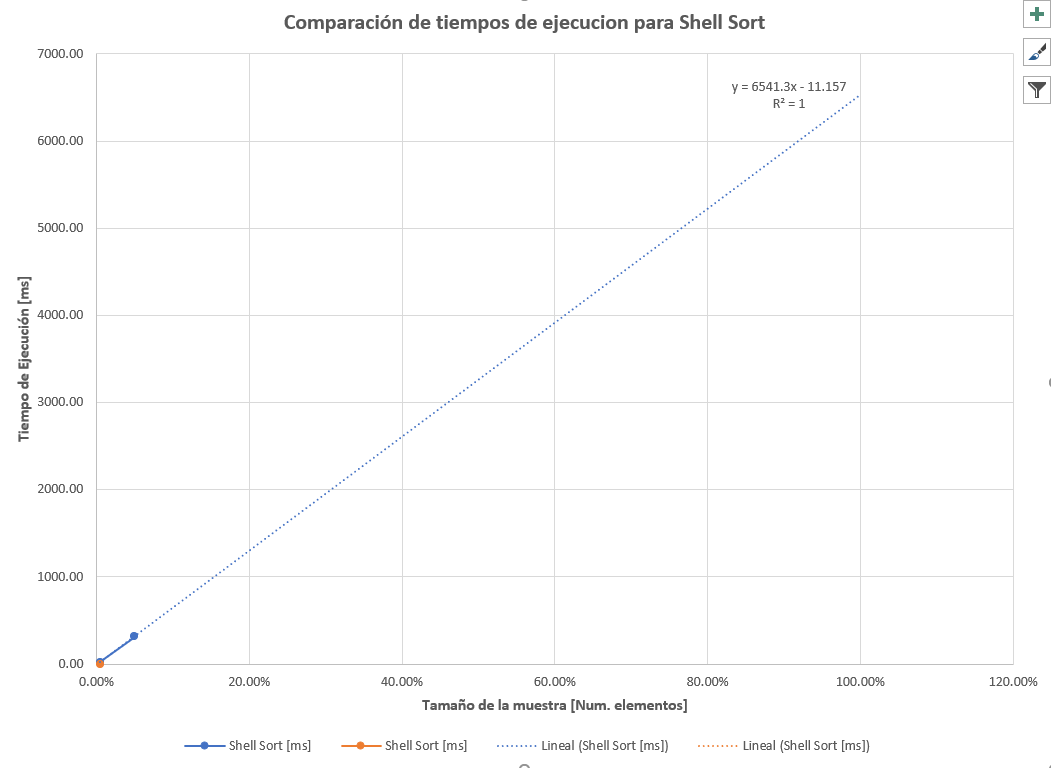 Comparación de tiempos de ejecucion para Shell Sort
7000.00
6000.00
5000.00
4000.00
3000.00
2000.00
1000.00
0.00
Tiempo de Ejecución [ms]
y = 6541.3x - 11.157
R² = 1
0.00% 20.00% 40.00% 60.00% 80.00% 100.00% 120.00%
Tamaño de la muestra [Num. elementos]
Shell Sort [ms] Shell Sort [ms] Lineal (Shell Sort [ms]) Lineal (Shell Sort [ms])